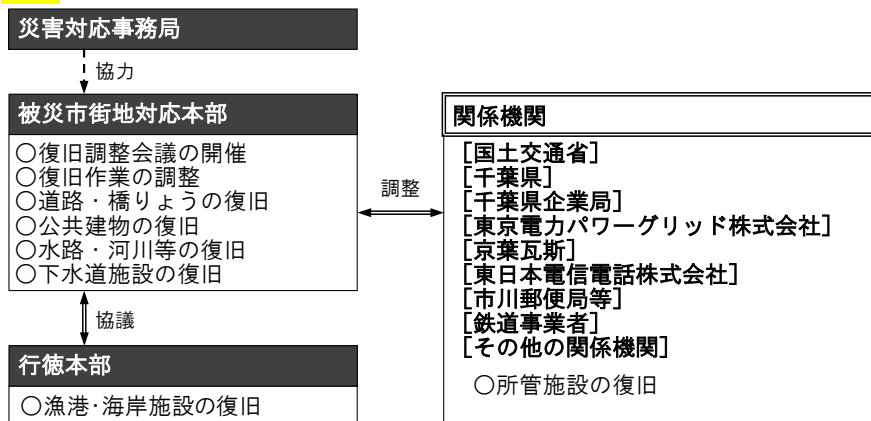 災害対応事務局
協力
被災市街地対応本部
○復旧調整会議の開催
○復旧作業の調整
○道路・橋りょうの復旧
○公共建物の復旧
○水路・河川等の復旧
○下水道施設の復旧
調整
関係機関
[国土交通省]
[千葉県]
[千葉県企業局]
[東京電力パワーグリッド株式会社]
[京葉瓦斯]
[東日本電信電話株式会社]
[市川郵便局等]
[鉄道事業者]
[その他の関係機関]
○所管施設の復旧
協議
行徳本部
○漁港・海岸施設の復旧